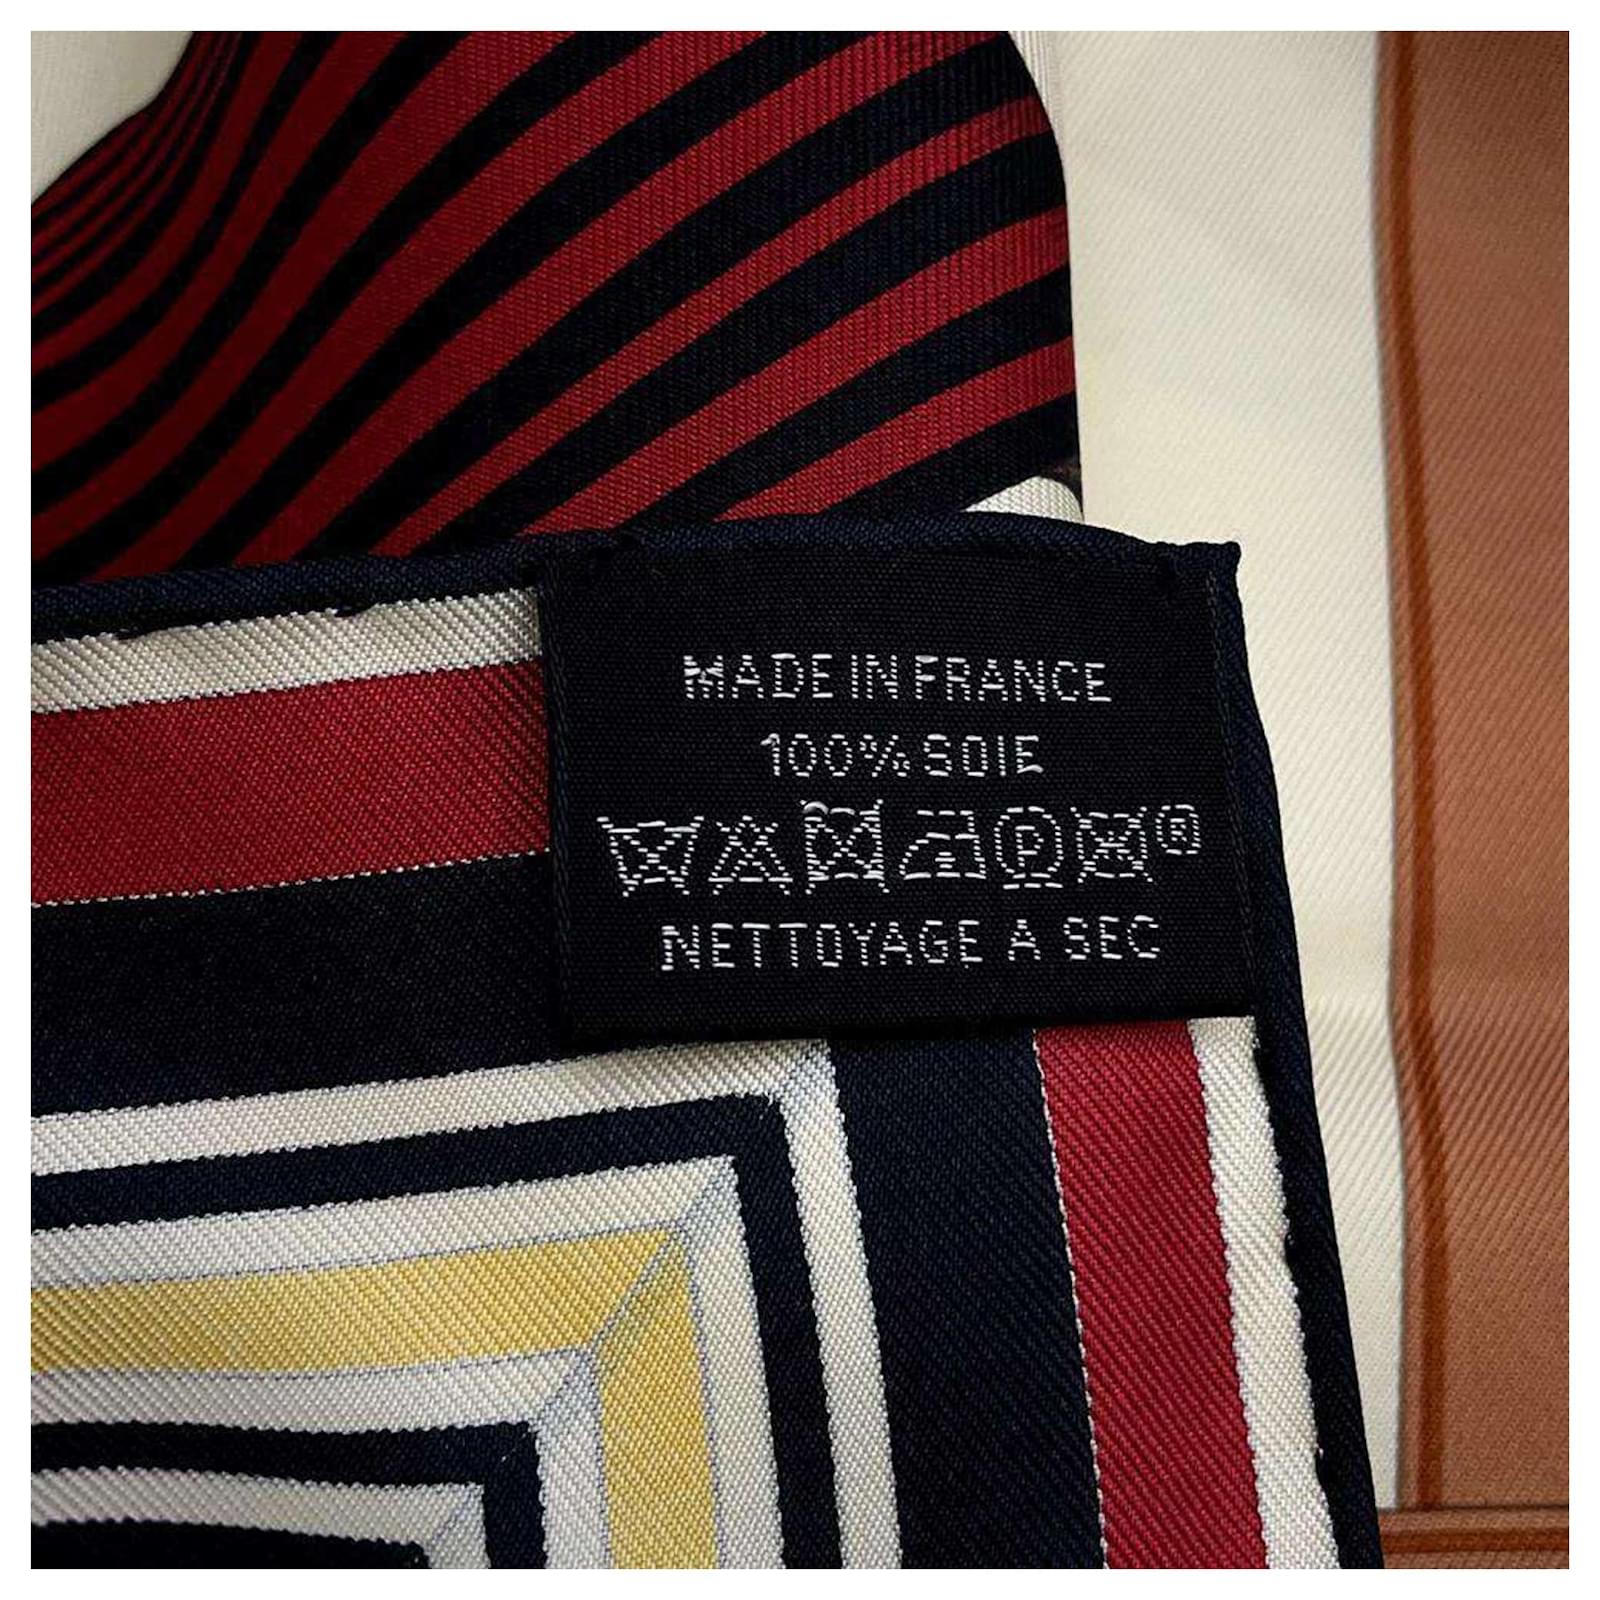 MADE IN FRANCE
100% SOIE
P ®
NETTOYAGE A SEC